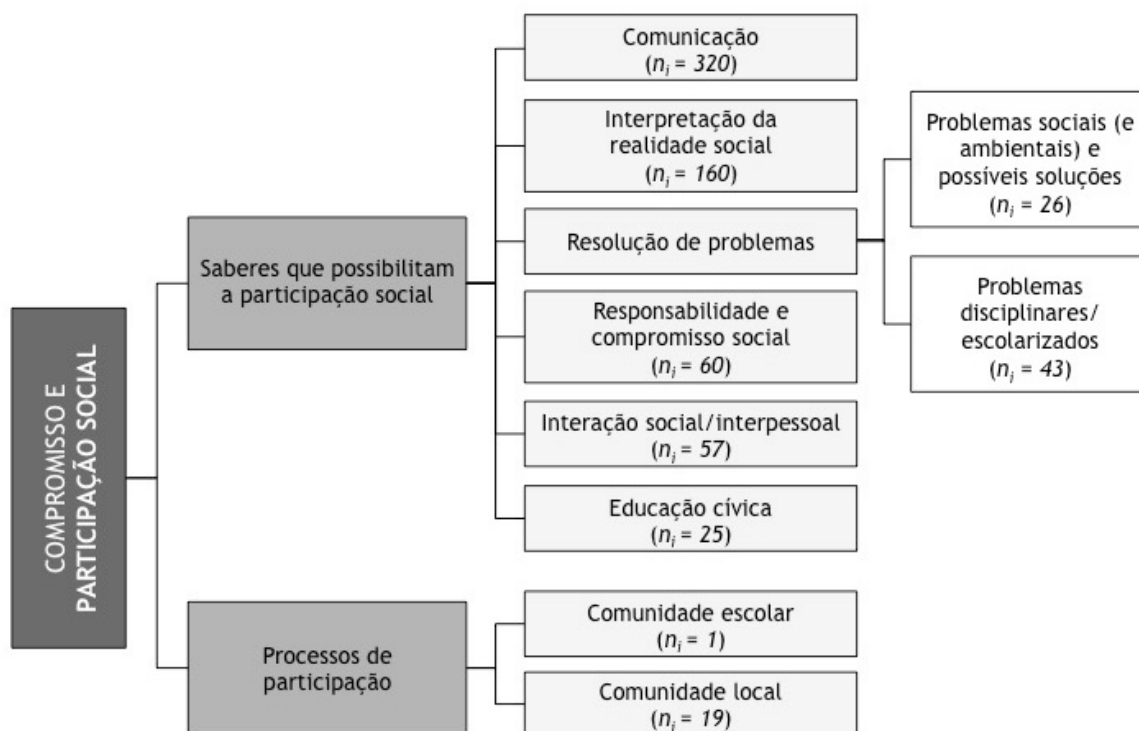 COMPROMISSO E
PARTICIPAÇÃO SOCIAL
Saberes que possibilitam
a participação social
Comunicação
(ni = 320)
Interpretação da
realidade social
(ni = 160)
Resolução de problemas
Problemas sociais (e
ambientais) e
possíveis soluções
(ni = 26)
Problemas
disciplinares/
escolarizados
(ni = 43)
Responsabilidade e
compromisso social
(ni = 60)
Interação social/interpessoal
(ni = 57)
Educação cívica
(ni = 25)
Processos de
participação
Comunidade escolar
(ni = 1)
Comunidade local
(ni = 19)